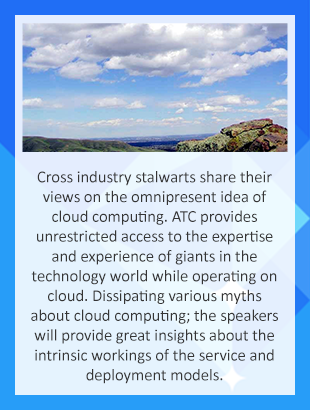 Cross industry stalwarts share their
views on the omnipresent idea of
cloud computing. ATC provides
unrestricted access to the expertise
and experience of giants in the
technology world while operating on
cloud. Dissipating various myths
about cloud computing; the speakers
will provide great insights about the
intrinsic workings of the service and
deployment models.